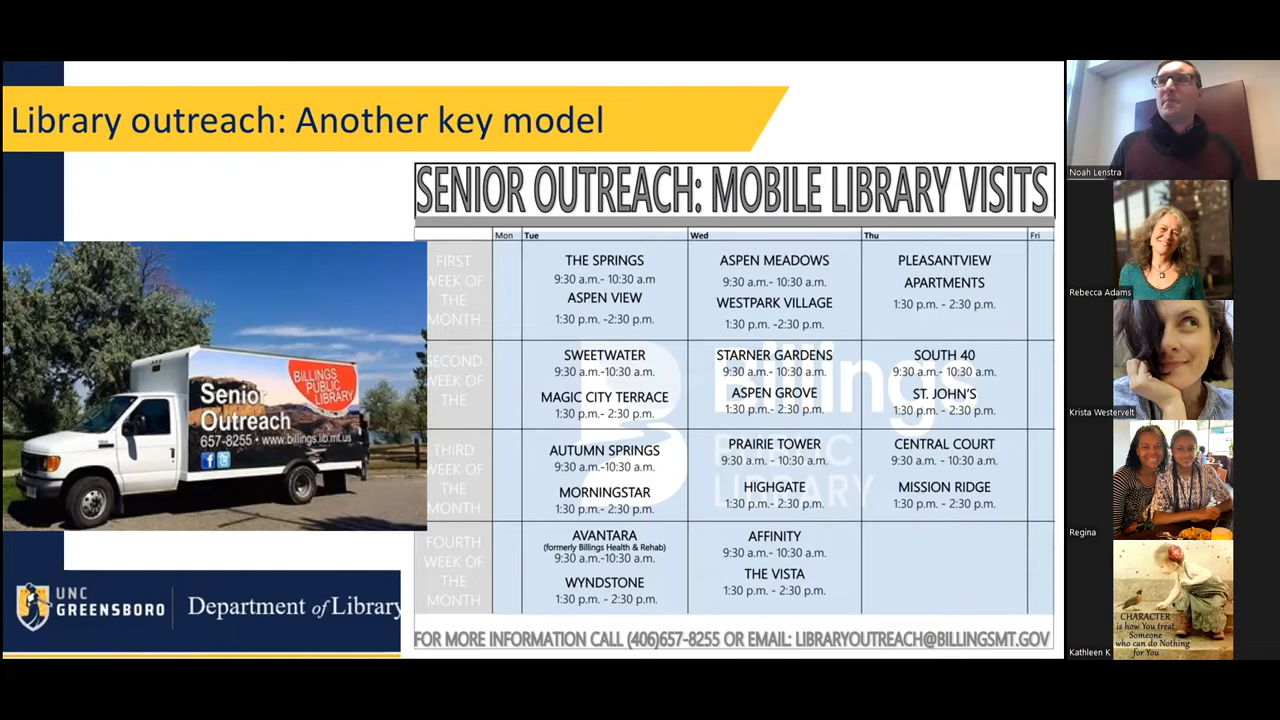 Library outreach: Another key model
SENIOR OUTREACH: MOBILE LIBRARY VISITS
Mon Tue Wed Thu Fri
FIRST
WEEK OF
THE
MONTH
THE SPRINGS
9:30 a.m.- 10:30 a.m
ASPEN VIEW
1:30 p.m. -2:30 p.m.
ASPEN MEADOWS
9:30 a.m.- 10:30 a.m.
WESTPARK VILLAGE
1:30 p.m. -2:30 p.m.
PLEASANTVIEW
APARTMENTS
1:30 p.m. - 2:30 p.m.
SECOND
WEEK OF
THE
SWEETWATER
9:30 a.m.-10:30 a.m.
MAGIC CITY TERRACE
1:30 p.m.- 2:30 p.m.
STARNER GARDENS
9:30 a.m.- 10:30 a.m.
ASPEN GROVE
1:30 p.m.- 2:30 p.m.
SOUTH 40
9:30 a.m.- 10:30 a.m.
ST. JOHN'S
1:30 p.m. - 2:30 p.m.
THIRD
WEEK OF
THE
MONTH
AUTUMN SPRINGS
9:30 a.m.-10:30 a.m.
MORNINGSTAR
1:30 p.m.- 2:30 p.m.
PRAIRIE TOWER
9:30 a.m. - 10:30 a.m.
HIGHGATE
1:30 p.m.- 2:30 p.m.
CENTRAL COURT
9:30 a.m. - 10:30 a.m.
MISSION RIDGE
1:30 p.m. - 2:30 p.m.
FOURTH
WEEK OF
THE
MONTH
AVANTARA
(formerly Billings Health & Rehab)
9:30 a.m.-10:30 a.m.
WYNDSTONE
1:30 p.m. - 2:30 p.m.
AFFINITY
9:30 a.m.- 10:30 a.m.
THE VISTA
1:30 p.m. - 2:30 p.m.
Billings
LIBRARY
FOR MORE INFORMATION CALL (406)657-8255 OR EMAIL: LIBRARYOUTREACH@BILLINGSMT.GOV
BILLINGS
PUBLIC
LIBRARY
Senior
Outreach
657-8255 • www.billings.lib.mt.us
UNC
GREENSBORO
Department of Library
Noah Lenstra
Rebecca Adams
Krista Westervelt
Regina
CHARACTER
is how You treat
Someone
who can do Nothing
for You
Kathleen K